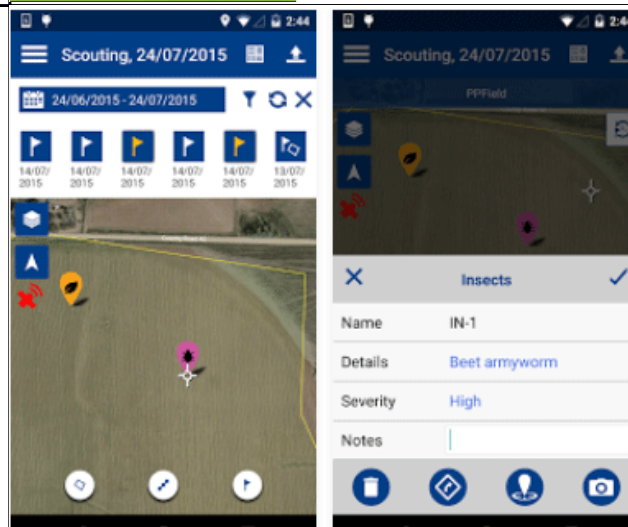 2:44
Scouting, 24/07/2015
24/06/2015 - 24/07/2015
14/07/ 14/07/ 14/07/ 14/07/ 14/07/ 13/07/
2015 2015 2015 2015 2015 2015
2:44
Scouting, 24/07/2015
PPField
Insects
Name IN-1
Details Beet armyworm
Severity High
Notes